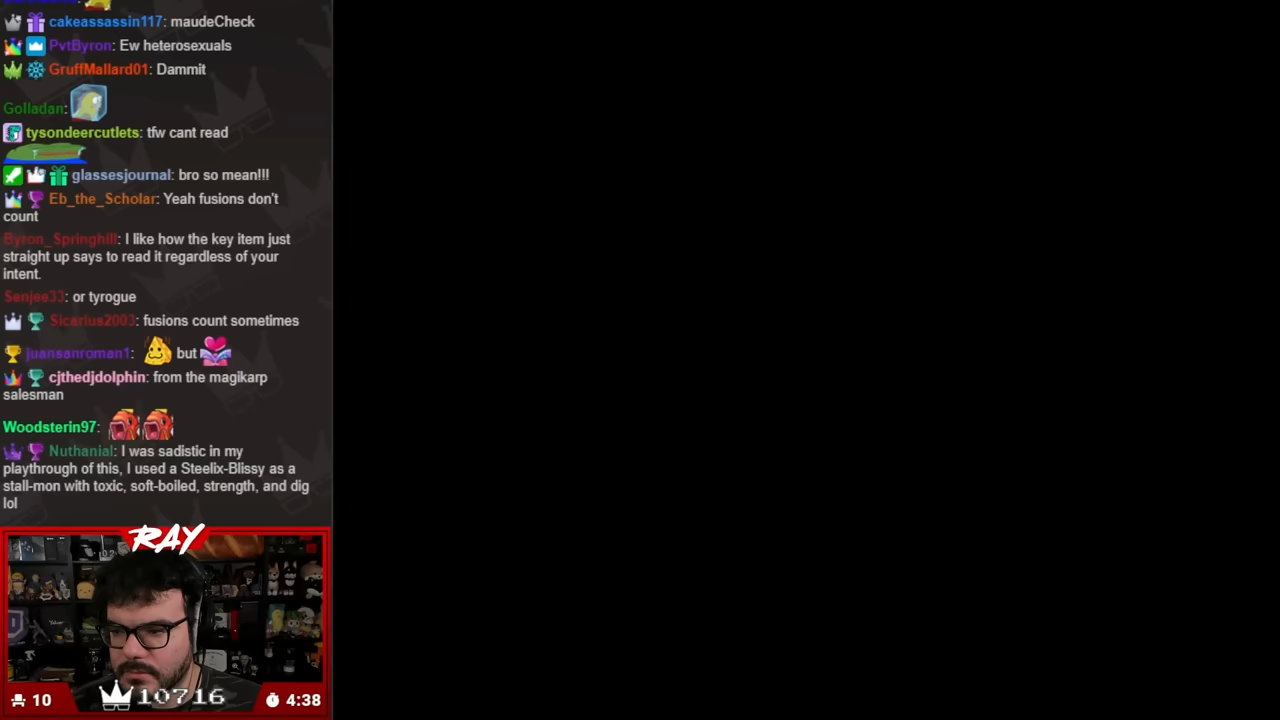 cakeassassin117: maudeCheck
PvtByron: Ew heterosexuals
GruffMallard01: Dammit
Golladan:
tysondeercutlets: tfw cant read
glassesjournal: bro so mean!!!
Eb_the_Scholar: Yeah fusions don't
count
Byron_Springhill: I like how the key item just
straight up says to read it regardless of your
intent.
Senjee33: or tyrogue
Sicarius2003: fusions count sometimes
juansanroman1: but
cjthedjdolphin: from the magikarp
salesman
Woodsterin97:
Nuthanial: I was sadistic in my
playthrough of this, I used a Steelix-Blissy as a
stall-mon with toxic, soft-boiled, strength, and dig
lol
RAY
10
10716
4:38